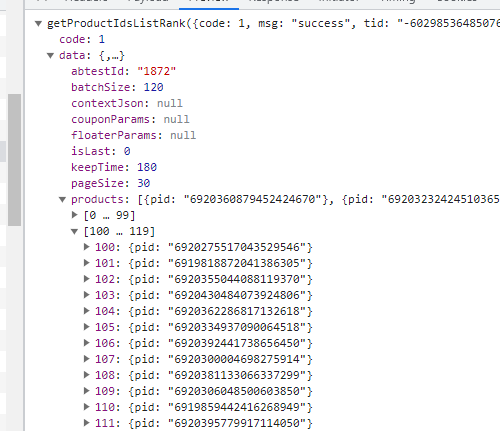 getProductIdsListRank({code: 1, msg: "success", tid: "-60298536485076
code: 1
data: {,…}
abtestId: "1872"
batchSize: 120
contextJson: null
couponParams: null
floaterParams: null
isLast: 0
keepTime: 180
pageSize: 30
products: [{pid: "6920360879452424670"}, {pid: "69203232424510365
[0 … 99]
[100 … 119]
100: {pid: "6920275517043529546"}
101: {pid: "6919818872041386305"}
102: {pid: "6920355044088119370"}
103: {pid: "6920430484073924806"}
104: {pid: "6920362286817132618"}
105: {pid: "6920334937090064518"}
106: {pid: "6920392441738656450"}
107: {pid: "6920300004698275914"}
108: {pid: "6920381133066337299"}
109: {pid: "6920306048500603850"}
110: {pid: "6919859442416268949"}
111: {pid: "6920395779917114050"}